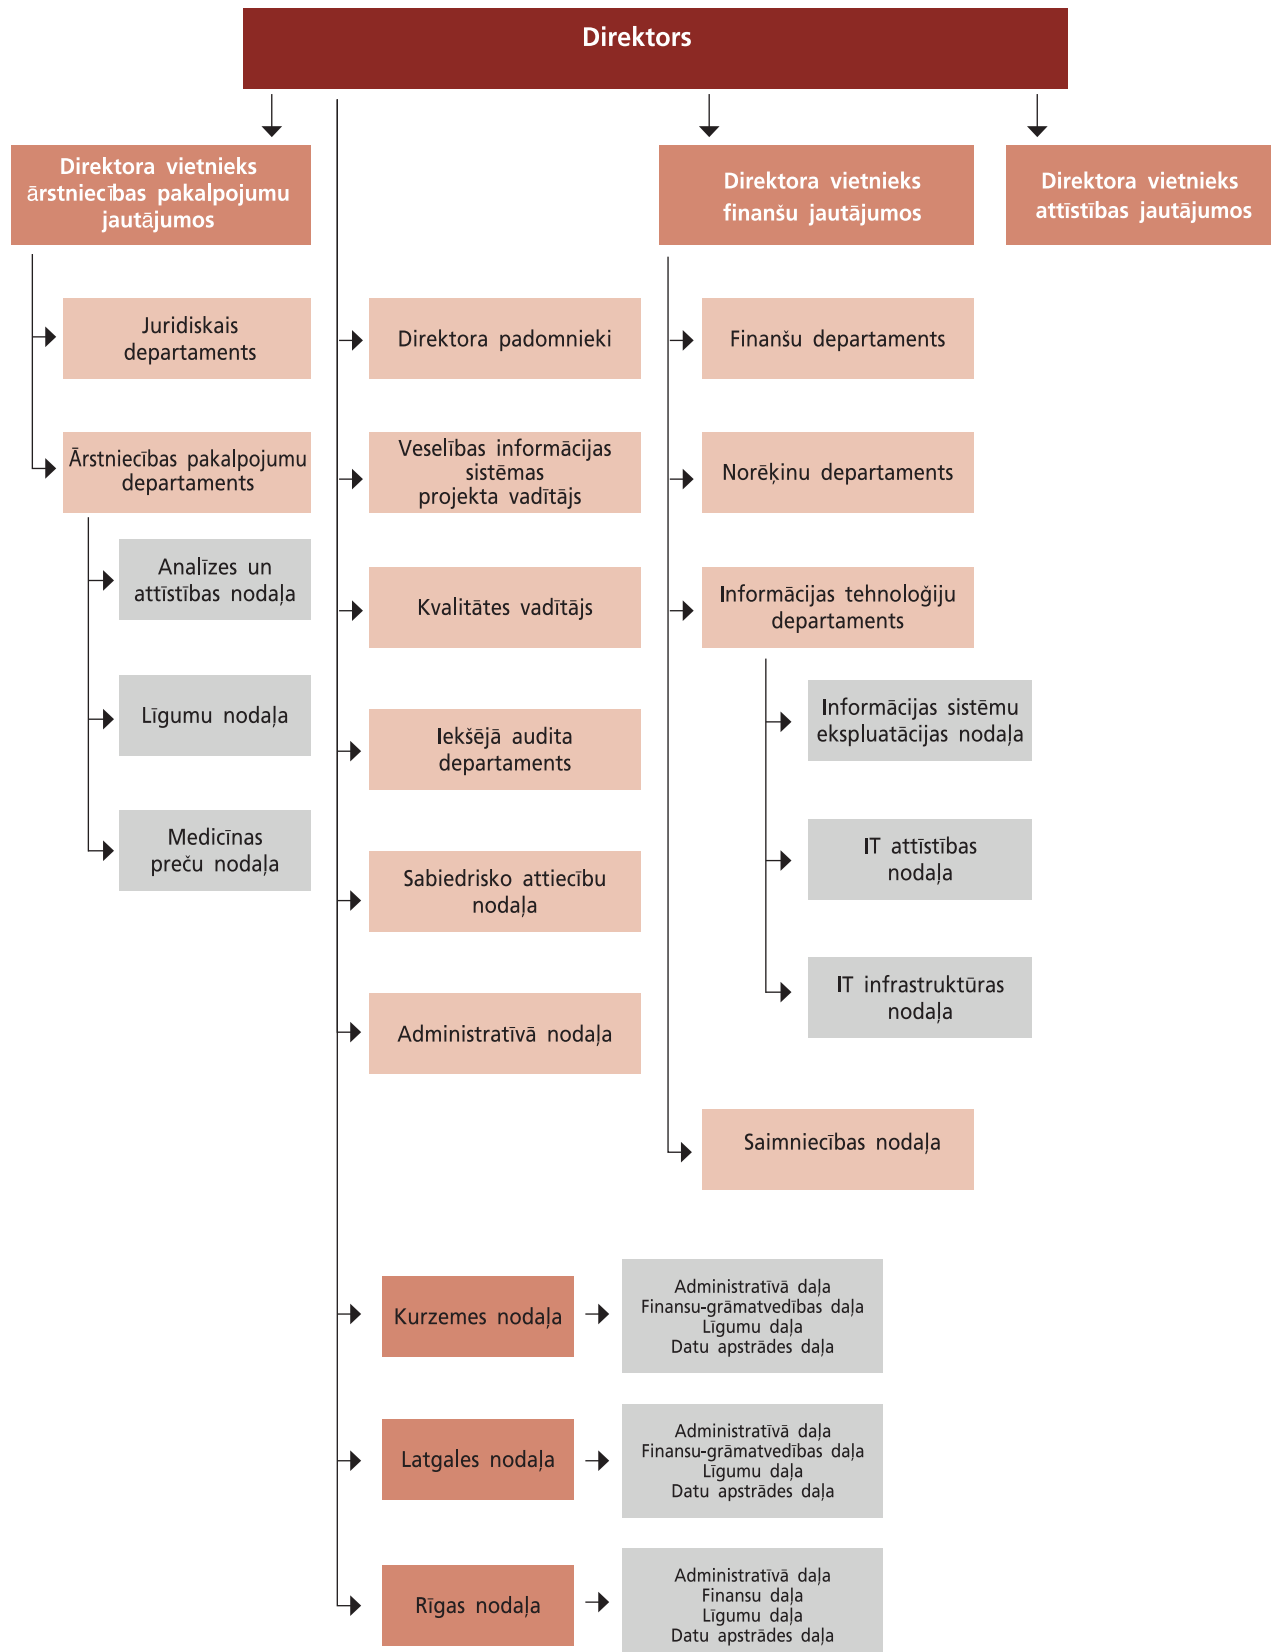 Direktors
Direktora vietnieks
ārstniecības pakalpojumu
jautājumos
Direktora vietnieks
finanšu jautājumos
Direktora vietnieks
attīstības jautājumos
Juridiskais
departaments
Ārstniecības pakalpojumu
departaments
Analīzes un
attīstības nodaļa
Līgumu nodaļa
Medicīnas
preču nodaļa
Direktora padomnieki
Veselības informācijas
sistēmas
projekta vadītājs
Kvalitātes vadītājs
Iekšējā audita
departaments
Sabiedrisko attiecību
nodaļa
Administratīvā nodaļa
Finanšu departaments
Norēķinu departaments
Informācijas tehnoloģiju
departaments
Informācijas sistēmu
ekspluatācijas nodaļa
IT attīstības
nodaļa
IT infrastruktūras
nodaļa
Saimniecības nodaļa
Kurzemes nodaļa
Administratīvā daļa
Finansu-grāmatvedības daļa
Līgumu daļa
Datu apstrādes daļa
Latgales nodaļa
Administratīvā daļa
Finansu-grāmatvedības daļa
Līgumu daļa
Datu apstrādes daļa
Rīgas nodaļa
Administratīvā daļa
Finansu daļa
Līgumu daļa
Datu apstrādes daļa